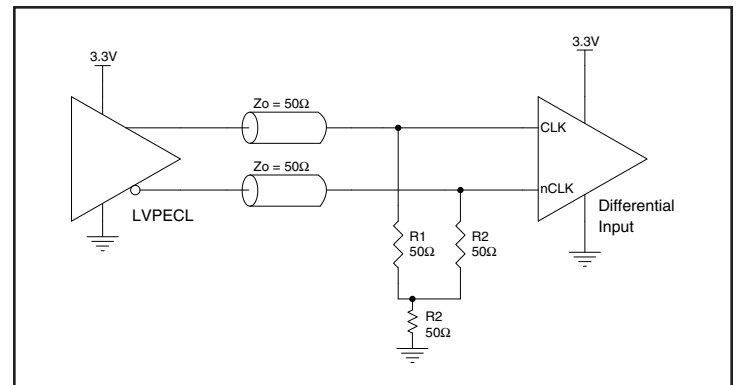 3.3V
3.3V
Zo = 50Ω
CLK
Zo = 50Ω
nCLK
LVPECL
Differential
Input
R1
50Ω
R2
50Ω
R2
50Ω